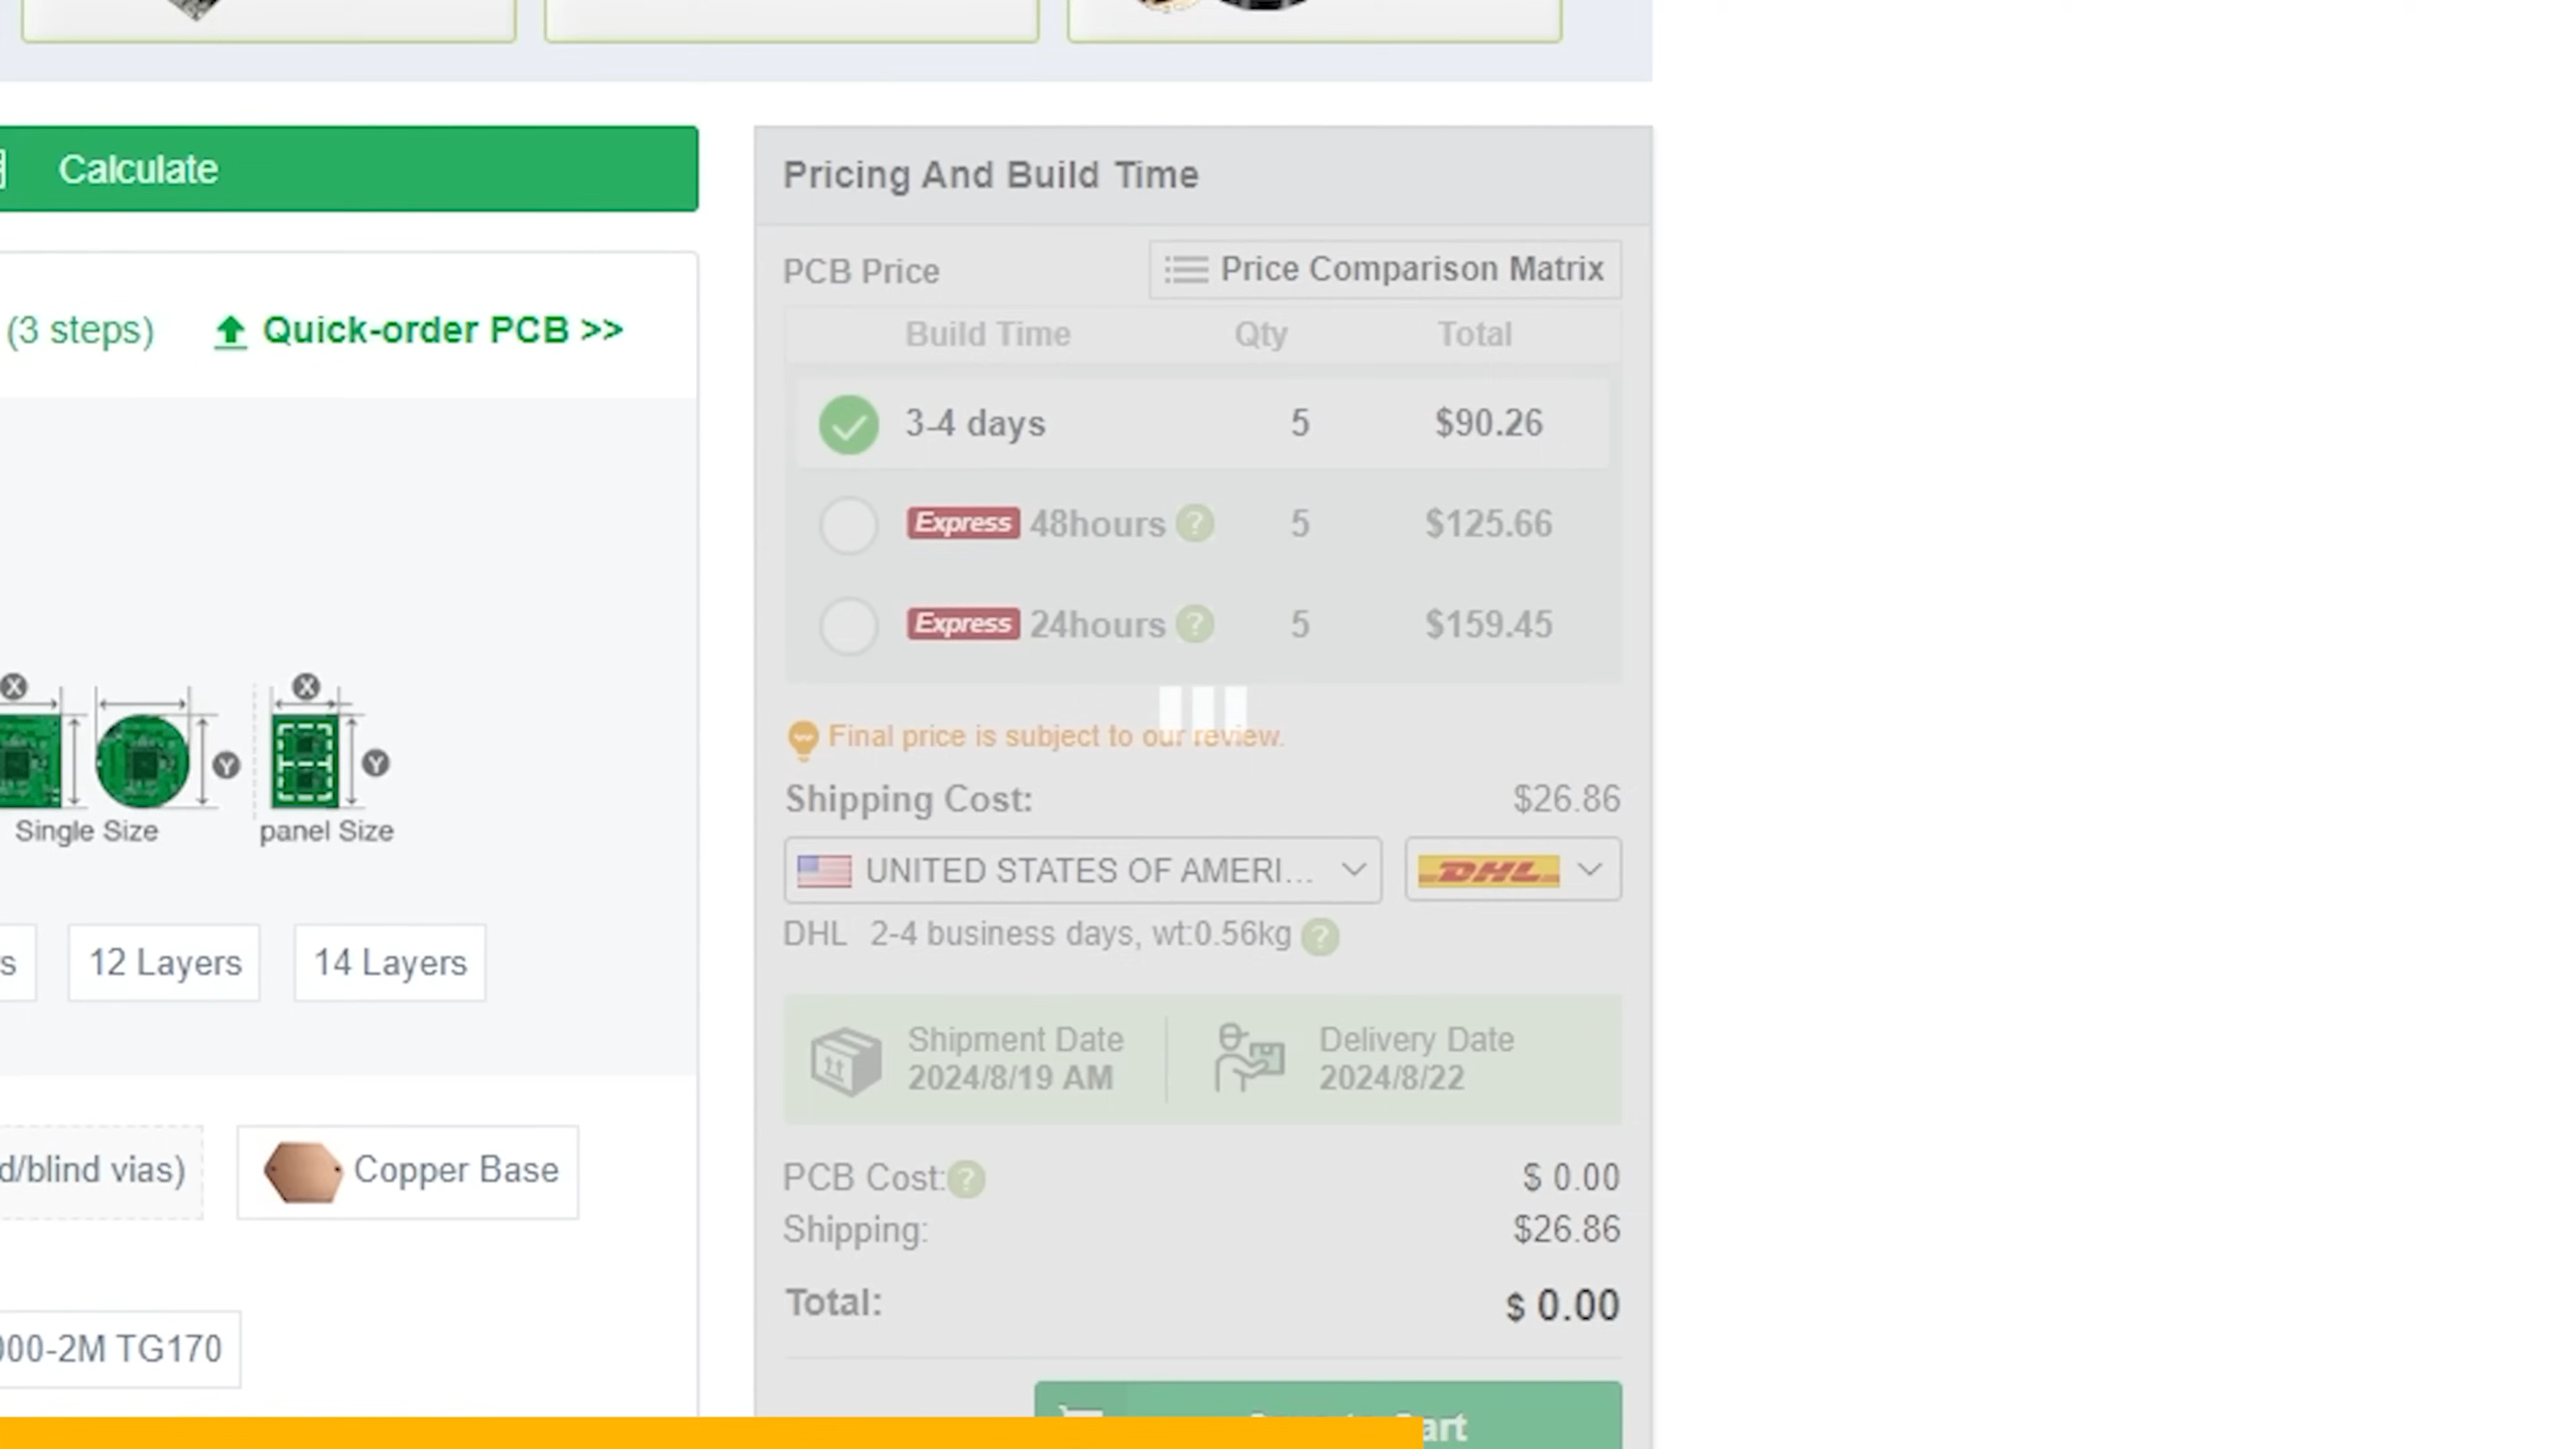 Calculate
(3 steps)
Quick-order PCB >>
X
X
Y
Y
Single Size
panel Size
12 Layers
14 Layers
d/blind vias)
Copper Base
000-2M TG170
Pricing And Build Time
PCB Price
Price Comparison Matrix
Build Time Qty Total
3-4 days 5 $90.26
Express 48hours ? 5 $125.66
Express 24hours ? 5 $159.45
Final price is subject to our review.
Shipping Cost: $26.86
UNITED STATES OF AMERI...
DHL
DHL 2-4 business days, wt:0.56kg ?
Shipment Date
2024/8/19 AM
Delivery Date
2024/8/22
PCB Cost: ? $ 0.00
Shipping: $26.86
Total: $ 0.00